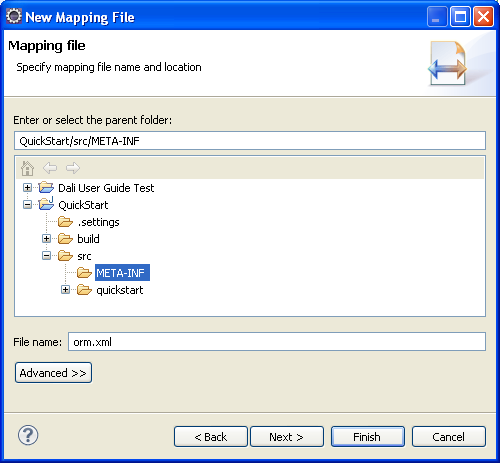 New Mapping File
Mapping file
Specify mapping file name and location
Enter or select the parent folder:
QuickStart/src/META-INF
Dali User Guide Test
QuickStart
.settings
build
src
META-INF
quickstart
File name: orm.xml
Advanced >>
< Back Next > Finish Cancel